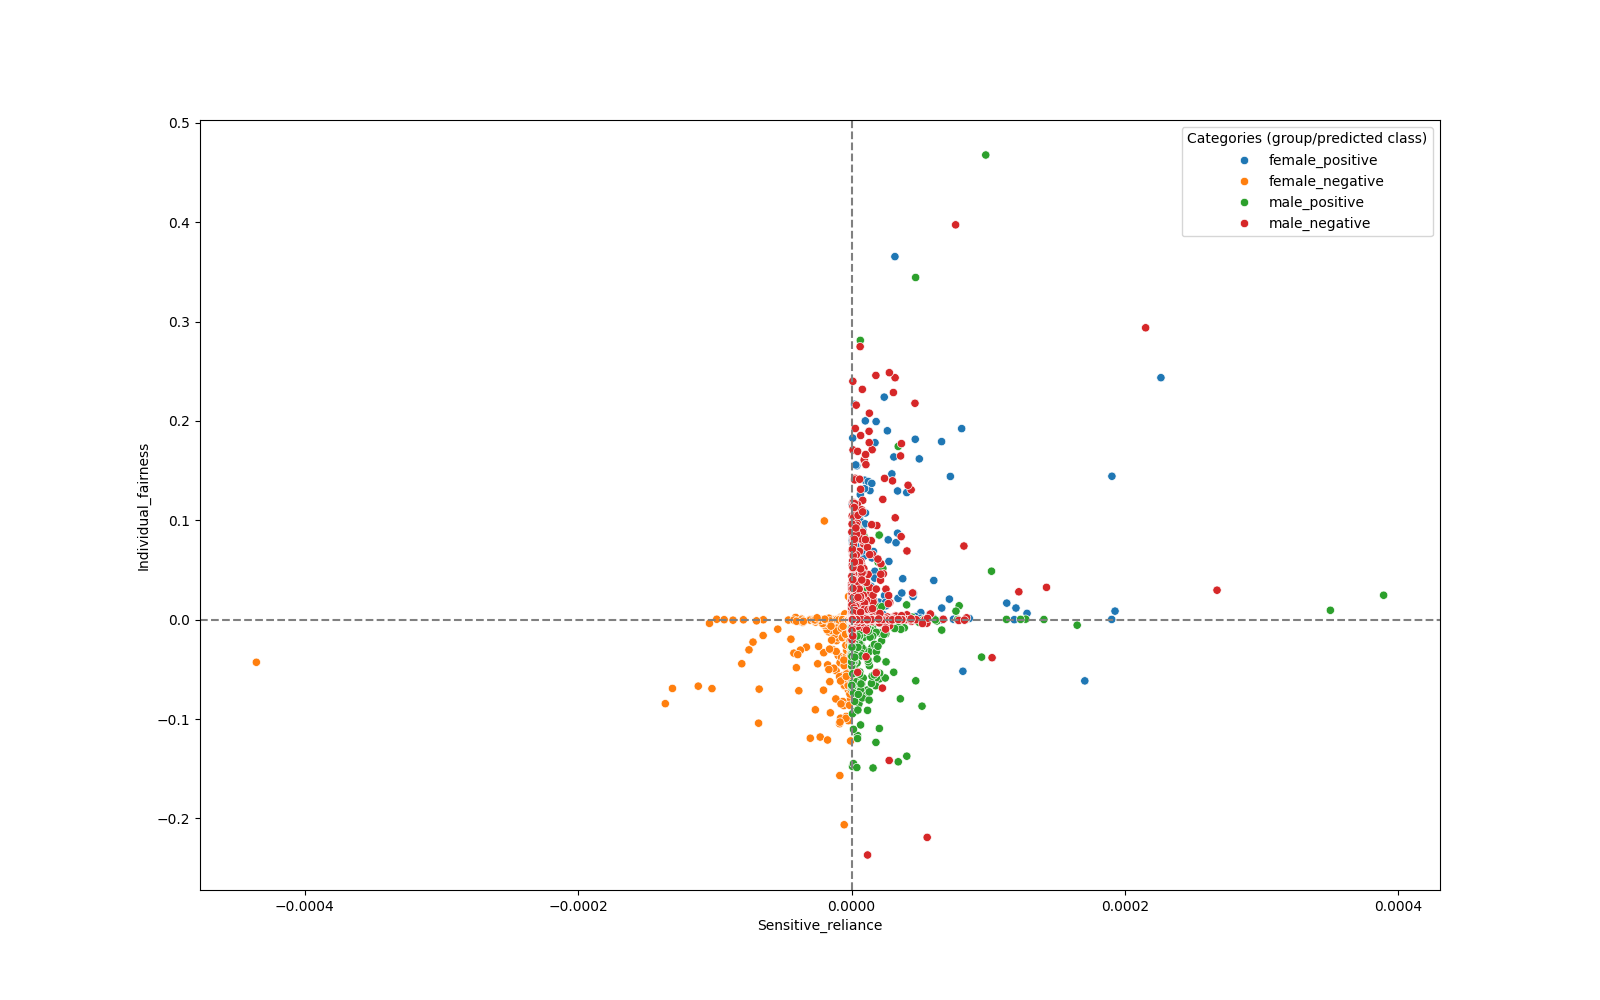 0.5
0.4
0.3
0.2
0.1
0.0
−0.1
−0.2
Individual_fairness
Categories (group/predicted class)
female_positive
female_negative
male_positive
male_negative
−0.0004
−0.0002
0.0000
0.0002
0.0004
Sensitive_reliance